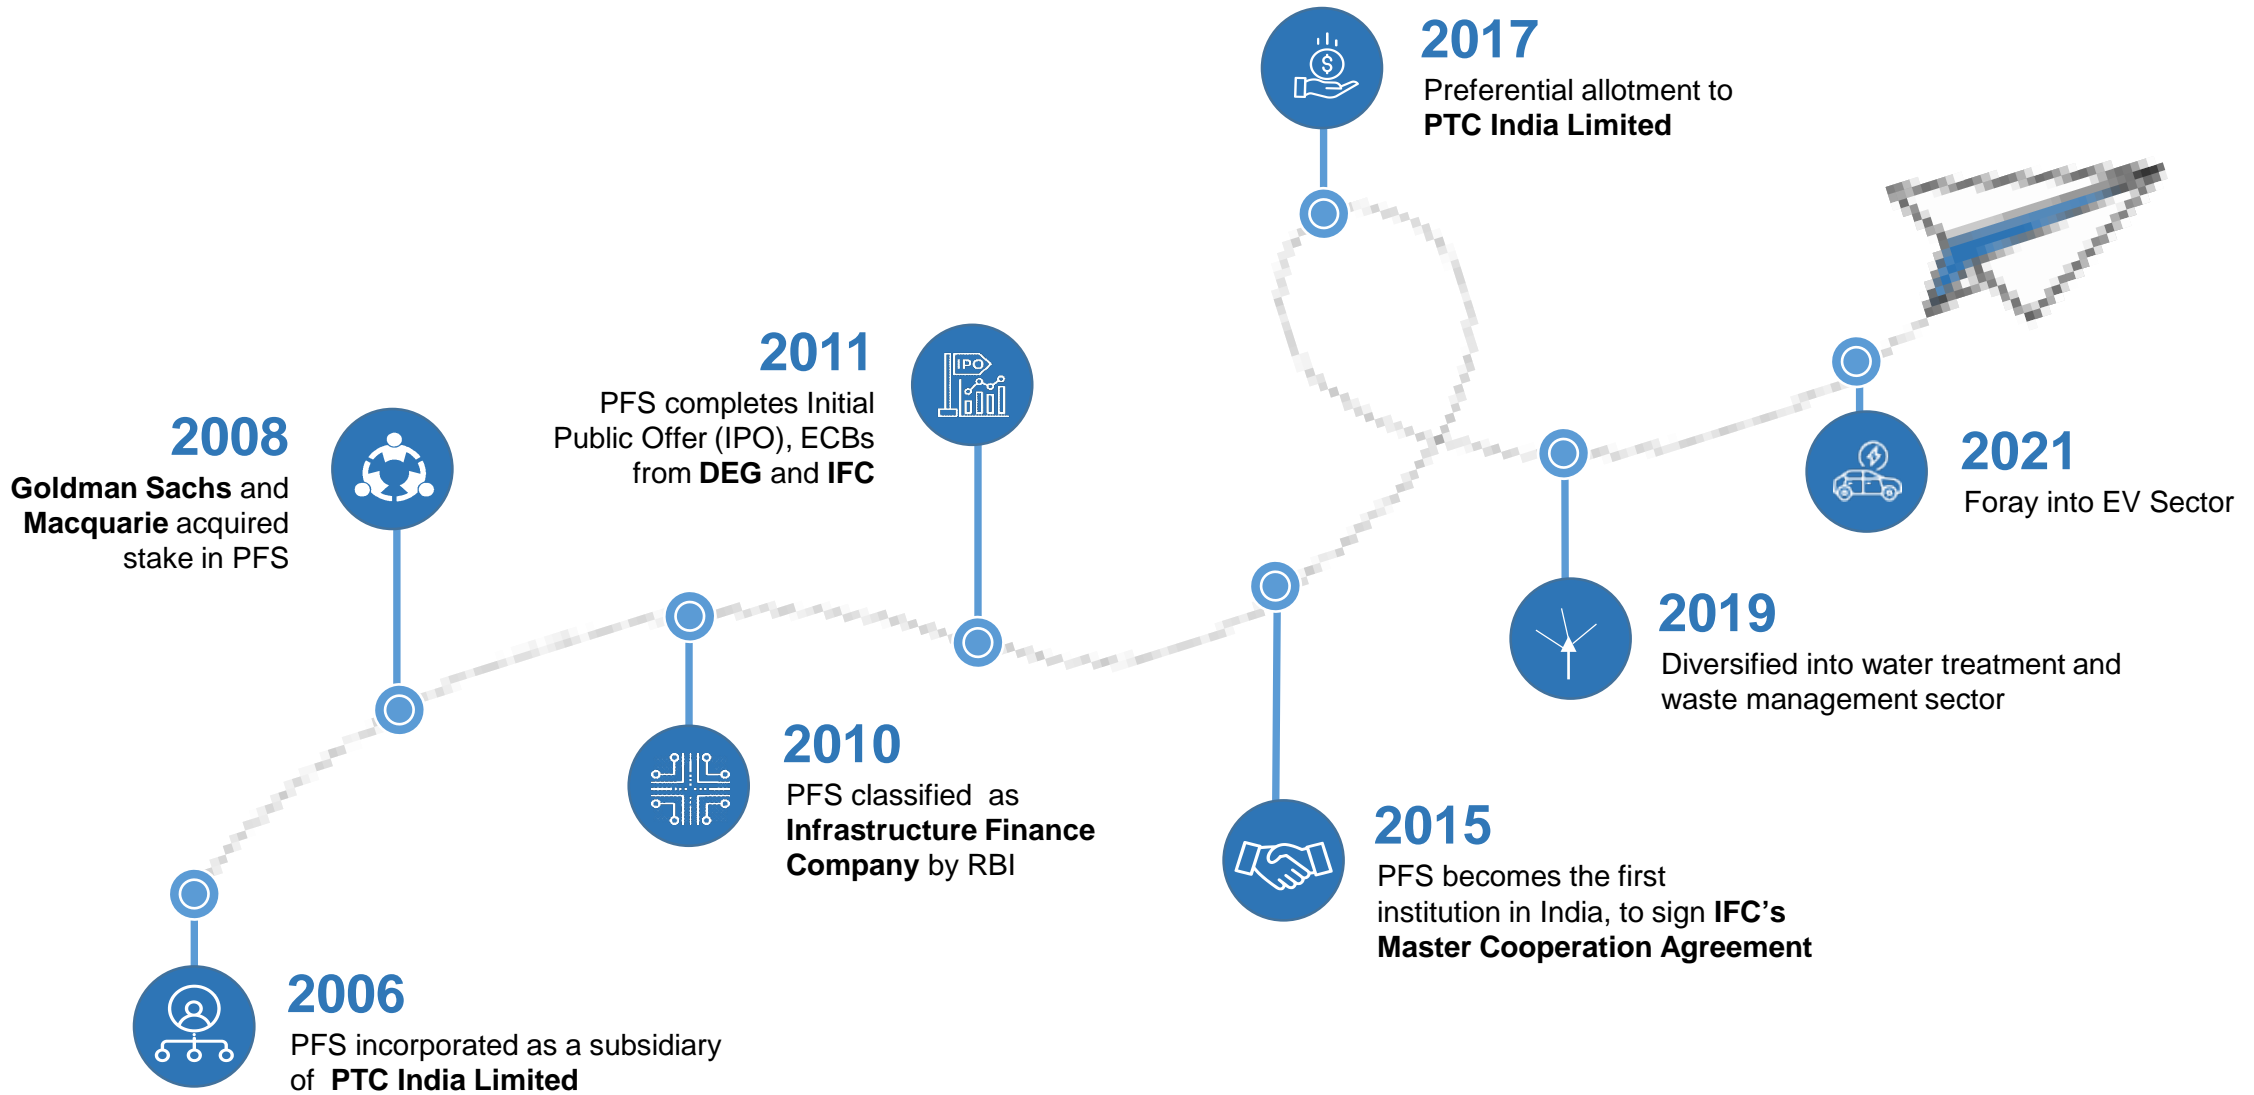 2006
PFS incorporated as a subsidiary
of PTC India Limited
2008
Goldman Sachs and
Macquarie acquired
stake in PFS
2010
PFS classified as
Infrastructure Finance
Company by RBI
2011
PFS completes Initial
Public Offer (IPO), ECBs
from DEG and IFC
IPO
2015
PFS becomes the first
institution in India, to sign IFC’s
Master Cooperation Agreement
2017
Preferential allotment to
PTC India Limited
$
2019
Diversified into water treatment and
waste management sector
2021
Foray into EV Sector